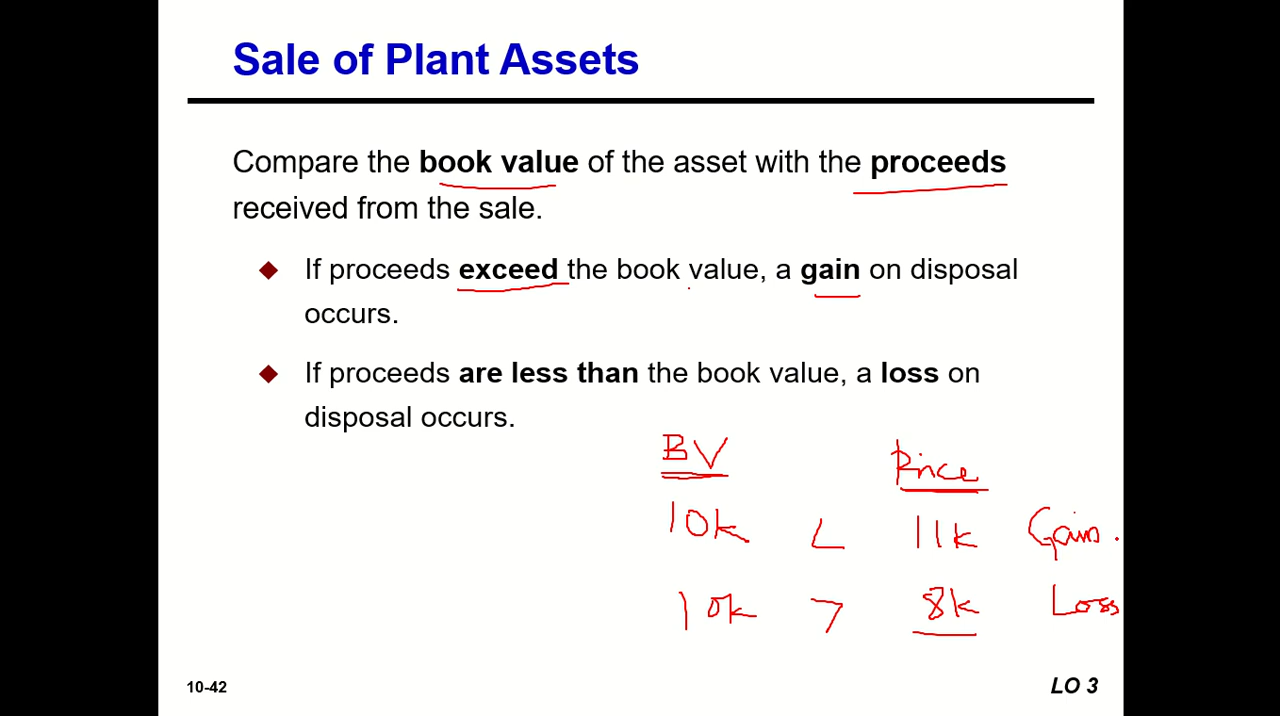 Sale of Plant Assets
Compare the book value of the asset with the proceeds
received from the sale.
If proceeds exceed the book value, a gain on disposal
occurs.
If proceeds are less than the book value, a loss on
disposal occurs.
BV Price
10k < 11k Gain.
10k > 8k Loss
10-42 LO 3